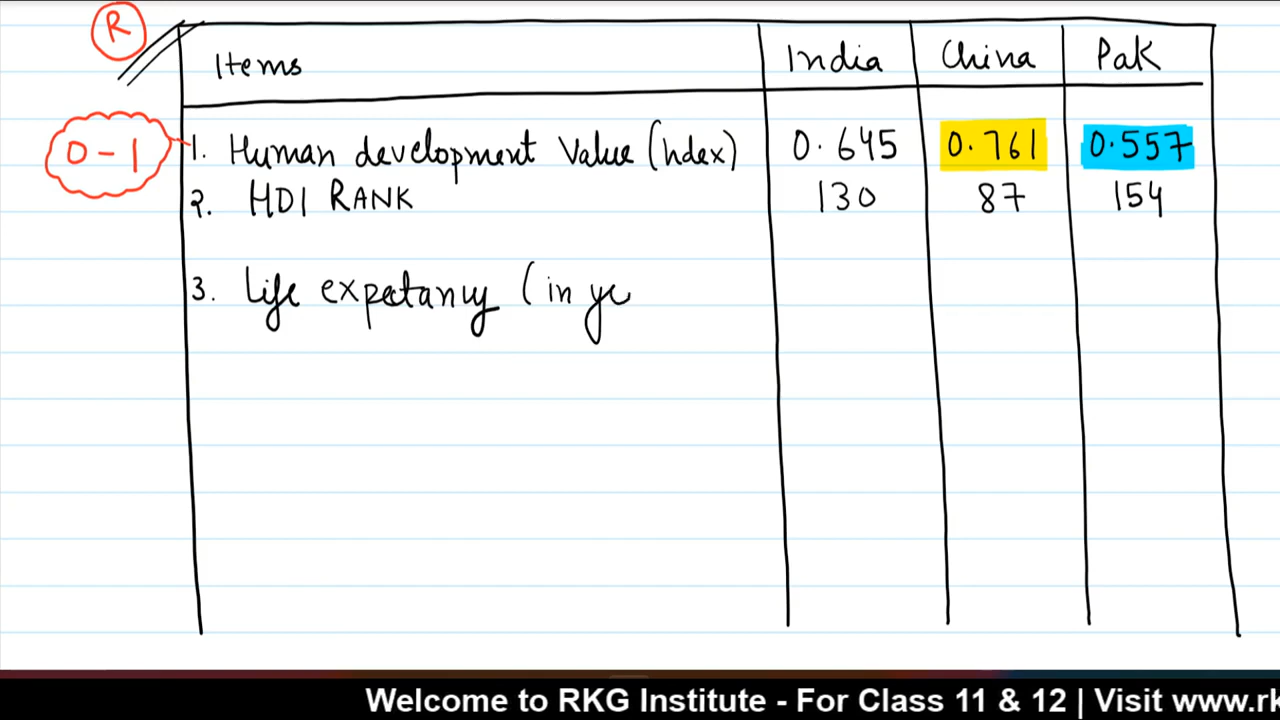 R
Items India China Pak
0-1
1. Human development Value (Index) 0.645 0.761 0.557
2. HDI RANK 130 87 154
3. Life expectancy (in ye
Welcome to RKG Institute - For Class 11 & 12 | Visit www.rk